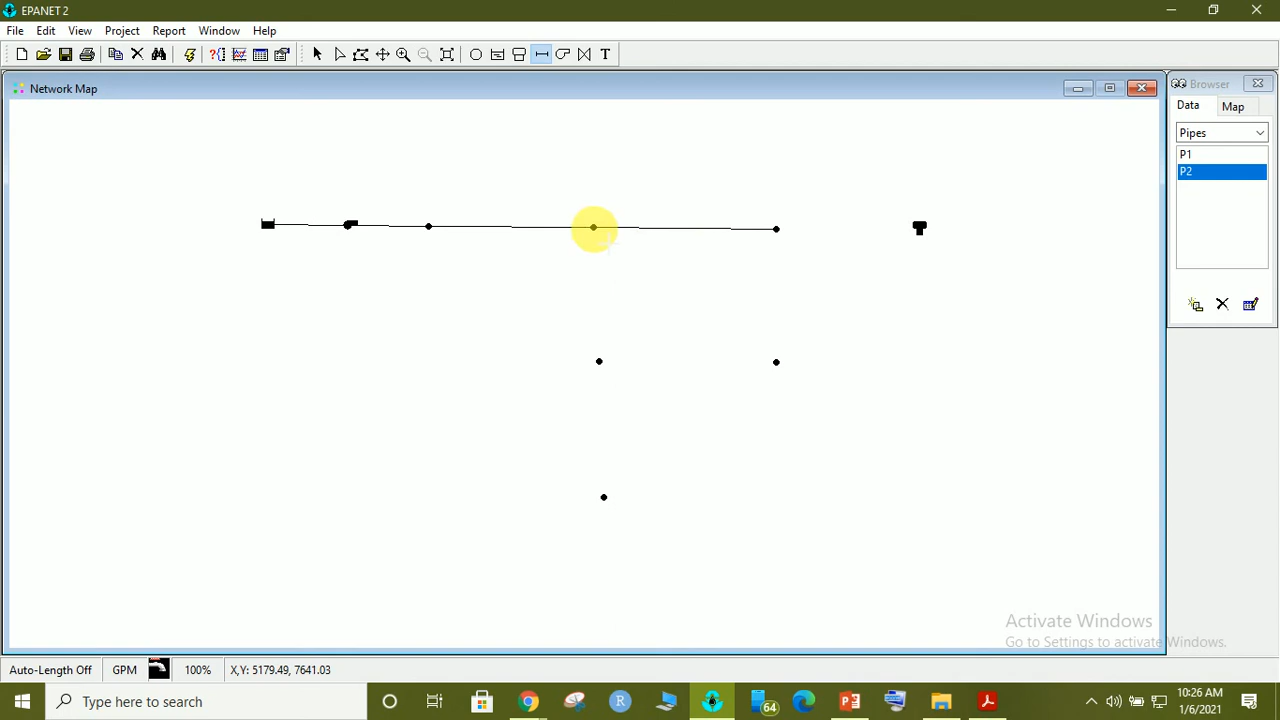 EPANET 2
File Edit View Project Report Window Help
T
Network Map
Browser
Data Map
Pipes
P1
P2
Activate Windows
Go to Settings to activate Windows.
Auto-Length Off GPM 100% X,Y: 5179.49, 7641.03
Type here to search
R
64
10:26 AM
1/6/2021